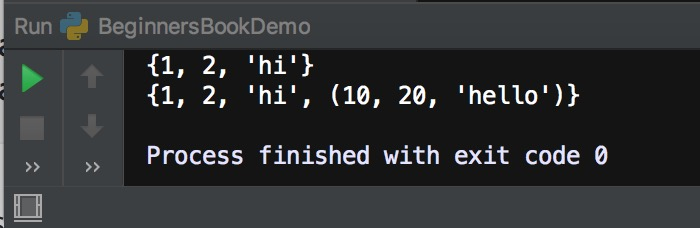 Run BeginnersBookDemo
{1, 2, 'hi'}
{1, 2, 'hi', (10, 20, 'hello')}
Process finished with exit code 0